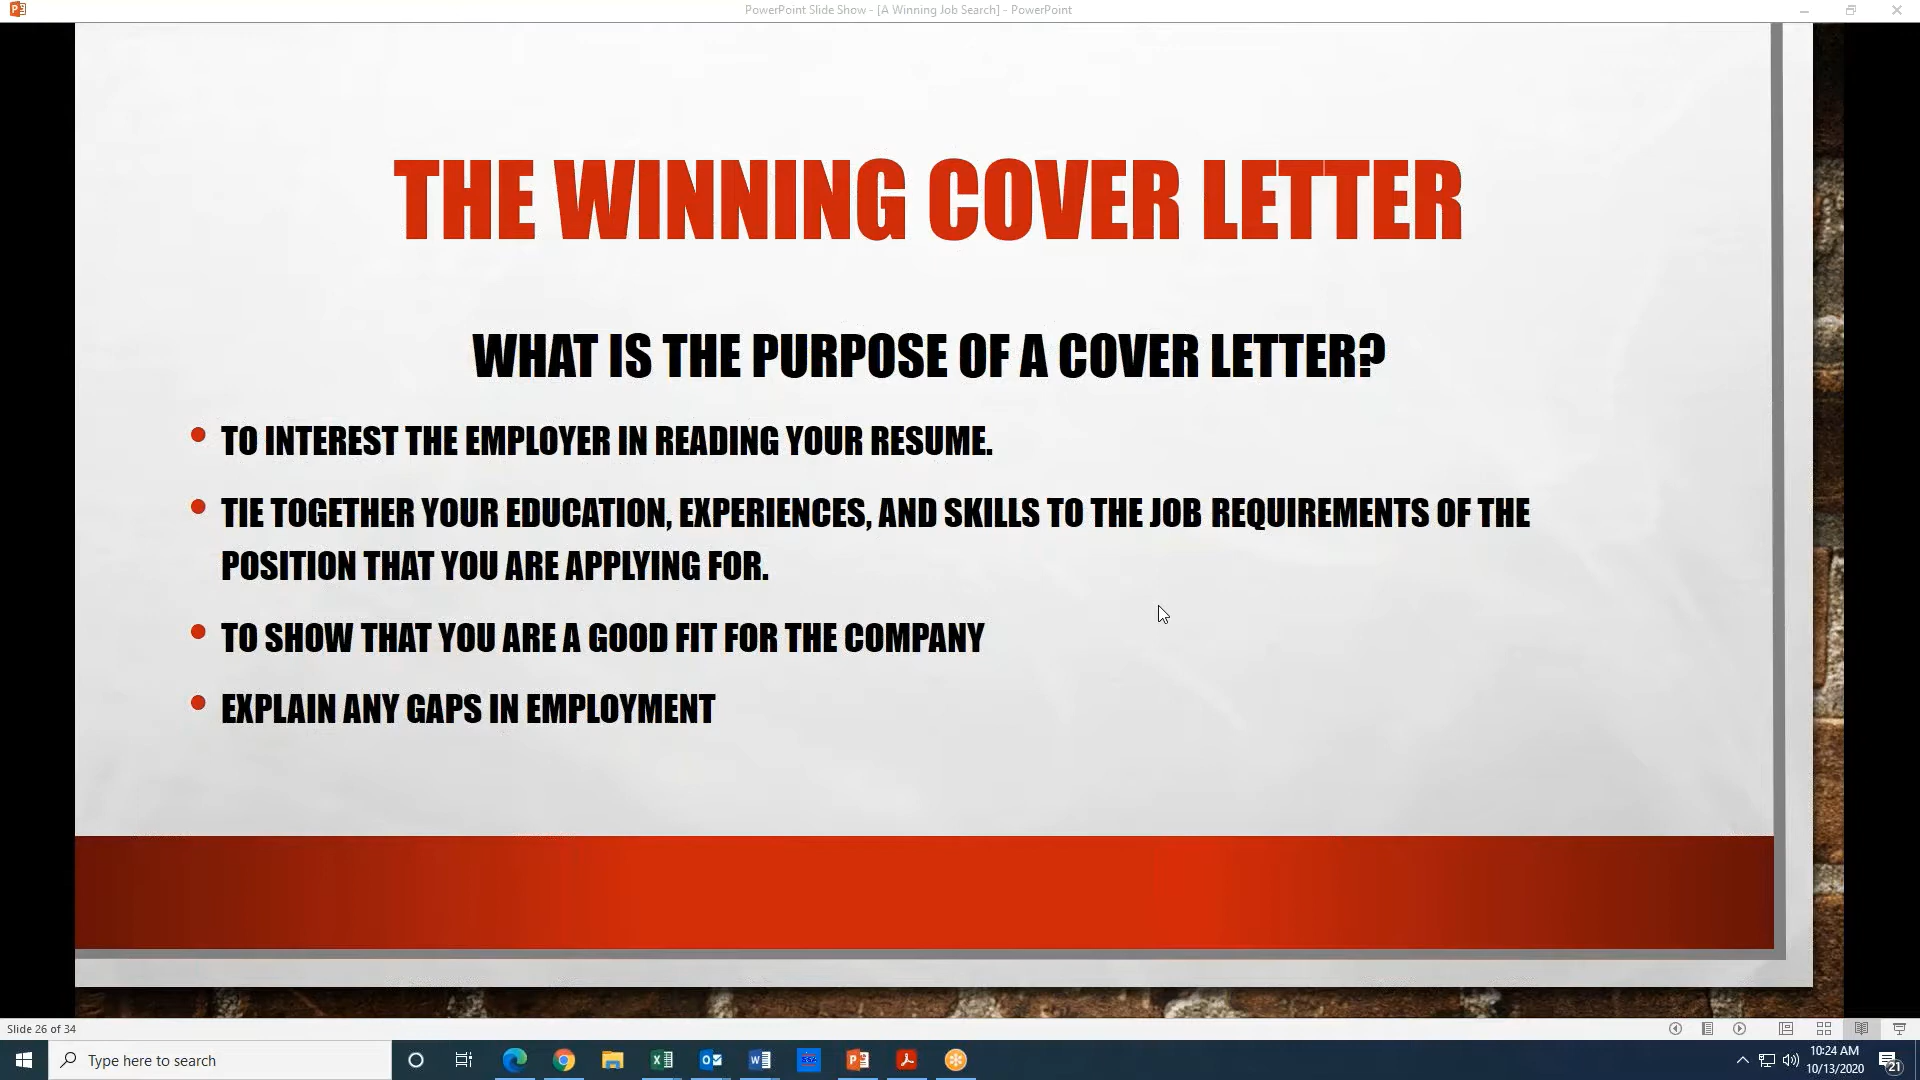 PowerPoint Slide Show - [A Winning Job Search] - PowerPoint
THE WINNING COVER LETTER
WHAT IS THE PURPOSE OF A COVER LETTER?
• TO INTEREST THE EMPLOYER IN READING YOUR RESUME.
• TIE TOGETHER YOUR EDUCATION, EXPERIENCES, AND SKILLS TO THE JOB REQUIREMENTS OF THE
POSITION THAT YOU ARE APPLYING FOR.
• TO SHOW THAT YOU ARE A GOOD FIT FOR THE COMPANY
• EXPLAIN ANY GAPS IN EMPLOYMENT
Slide 26 of 34
Type here to search
10:24 AM
10/13/2020
21